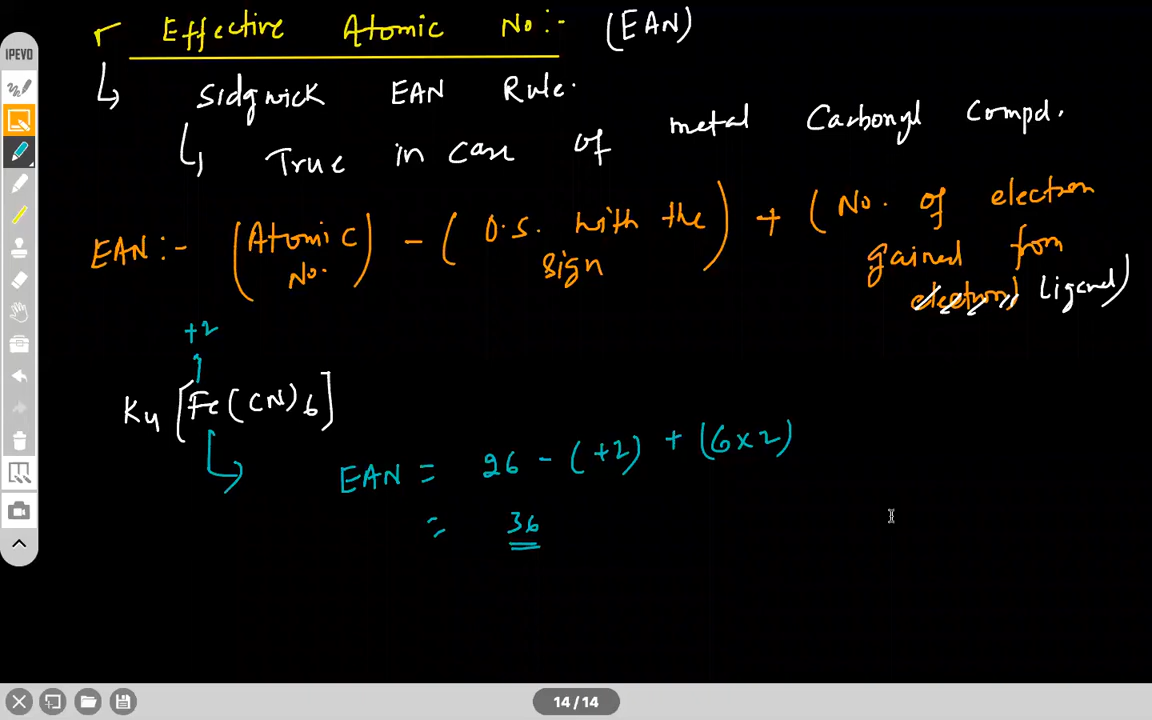 Effective Atomic No:- (EAN)
IPEVO
Sidgwick EAN Rule.
True in case of metal Carbonyl Compd.
EAN:- (Atomic No.) - (O.S. with the sign) + (No. of electron gained from electron) Ligand)
+2
K4[Fe(CN)6]
EAN = 26 - (+2) + (6x2)
= 36
14/14